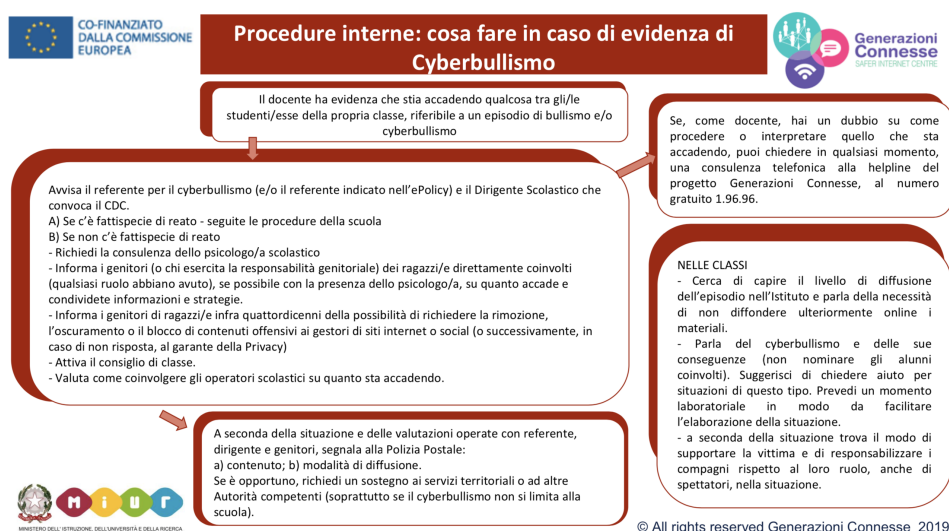 CO-FINANZIATO
DALLA COMMISSIONE
EUROPEA
Procedure interne: cosa fare in caso di evidenza di
Cyberbullismo
Generazioni
Connesse
SAFER INTERNET CENTRE
Il docente ha evidenza che stia accadendo qualcosa tra gli/le
studenti/esse della propria classe, riferibile a un episodio di bullismo e/o
cyberbullismo
Se, come docente, hai un dubbio su come
procedere o interpretare quello che sta
accadendo, puoi chiedere in qualsiasi momento,
una consulenza telefonica alla helpline del
progetto Generazioni Connesse, al numero
gratuito 1.96.96.
Avvisa il referente per il cyberbullismo (e/o il referente indicato nell'ePolicy) e il Dirigente Scolastico che
convoca il CDC.
A) Se c'è fattispecie di reato - seguite le procedure della scuola
B) Se non c'è fattispecie di reato
- Richiedi la consulenza dello psicologo/a scolastico
- Informa i genitori (o chi esercita la responsabilità genitoriale) dei ragazzi/e direttamente coinvolti
(qualsiasi ruolo abbiano avuto), se possibile con la presenza dello psicologo/a, su quanto accade e
condividete informazioni e strategie.
- Informa i genitori di ragazzi/e infra quattordicenni della possibilità di richiedere la rimozione,
l'oscuramento o il blocco di contenuti offensivi ai gestori di siti internet o social (o successivamente, in
caso di non risposta, al garante della Privacy)
- Attiva il consiglio di classe.
- Valuta come coinvolgere gli operatori scolastici su quanto sta accadendo.
NELLE CLASSI
- Cerca di capire il livello di diffusione
dell'episodio nell'Istituto e parla della necessità
di non diffondere ulteriormente online i
materiali.
- Parla del cyberbullismo e delle sue
conseguenze (non nominare gli alunni
coinvolti). Suggerisci di chiedere aiuto per
situazioni di questo tipo. Prevedi un momento
laboratoriale in modo da facilitare
l'elaborazione della situazione.
- a seconda della situazione trova il modo di
supportare la vittima e di responsabilizzare i
compagni rispetto al loro ruolo, anche di
spettatori, nella situazione.
A seconda della situazione e delle valutazioni operate con referente,
dirigente e genitori, segnala alla Polizia Postale:
a) contenuto; b) modalità di diffusione.
Se è opportuno, richiedi un sostegno ai servizi territoriali o ad altre
Autorità competenti (soprattutto se il cyberbullismo non si limita alla
scuola).
miur
MINISTERO DELL'ISTRUZIONE, DELL'UNIVERSITÀ E DELLA RICERCA
© All rights reserved Generazioni Connesse 2019